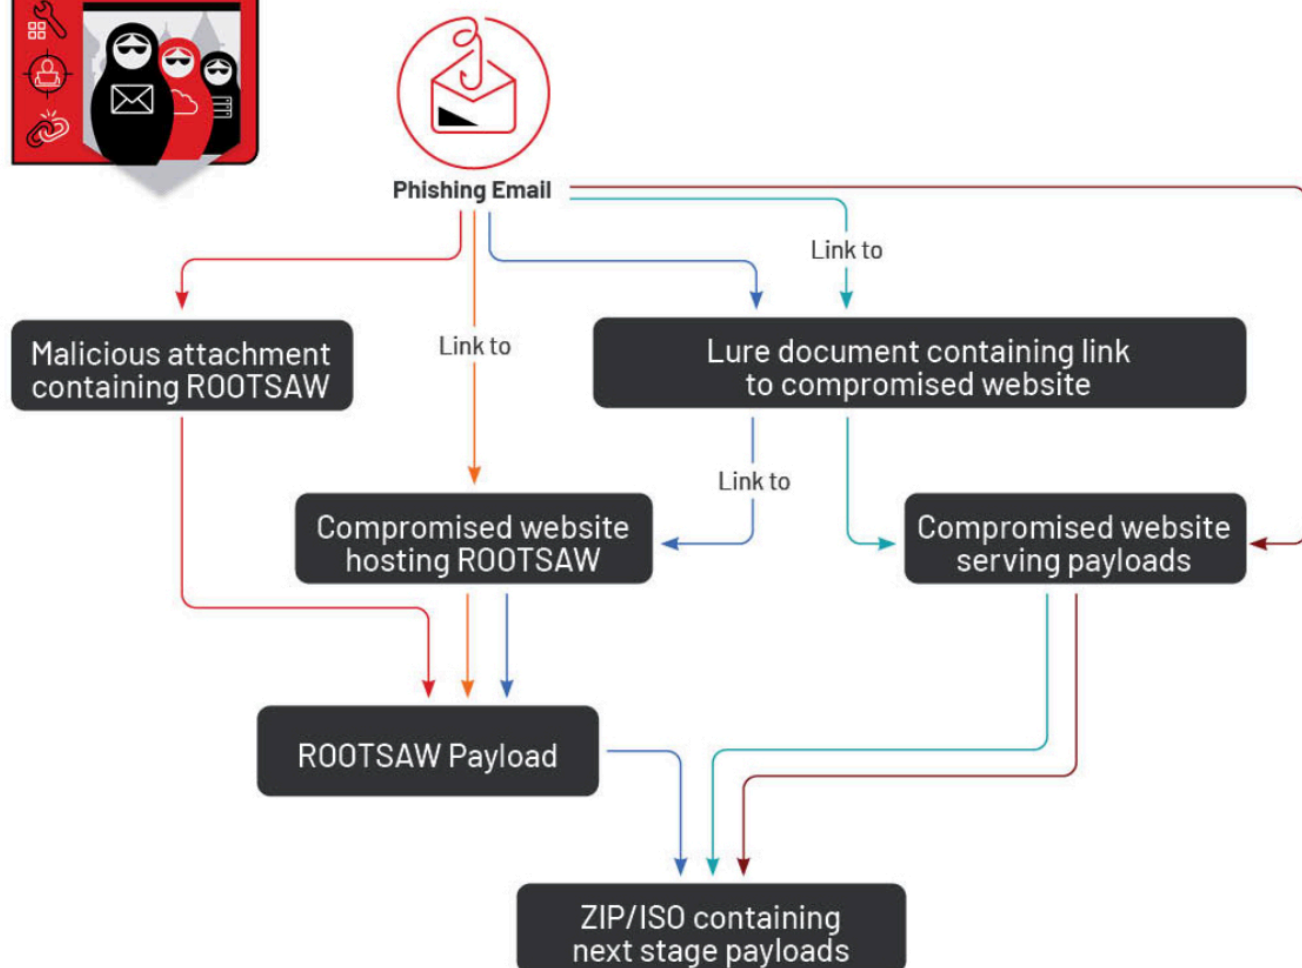 Phishing Email
Link to
Link to
Malicious attachment
containing ROOTSAW
Lure document containing link
to compromised website
Link to
Compromised website
hosting ROOTSAW
Compromised website
serving payloads
ROOTSAW Payload
ZIP/ISO containing
next stage payloads